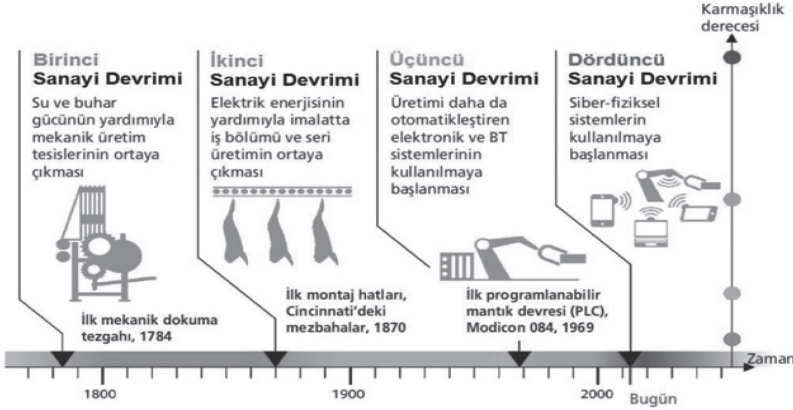 Karmaşıklık
derecesi
Birinci
Sanayi Devrimi
Su ve buhar
gücünün yardımıyla
mekanik üretim
tesislerinin ortaya
çıkması
İkinci
Sanayi Devrimi
Elektrik enerjisinin
yardımıyla imalatta
iş bölümü ve seri
üretimin ortaya
çıkması
Üçüncü
Sanayi Devrimi
Üretimi daha da
otomatikleştiren
elektronik ve BT
sistemlerinin
kullanılmaya
başlanması
Dördüncü
Sanayi Devrimi
Siber-fiziksel
sistemlerin
kullanılmaya
başlanması
İlk mekanik dokuma
tezgahı, 1784
İlk montaj hatları,
Cincinnati'deki
mezbahalar, 1870
İlk programlanabilir
mantık devresi (PLC),
Modicon 084, 1969
Zaman
1800
1900
2000
Bugün